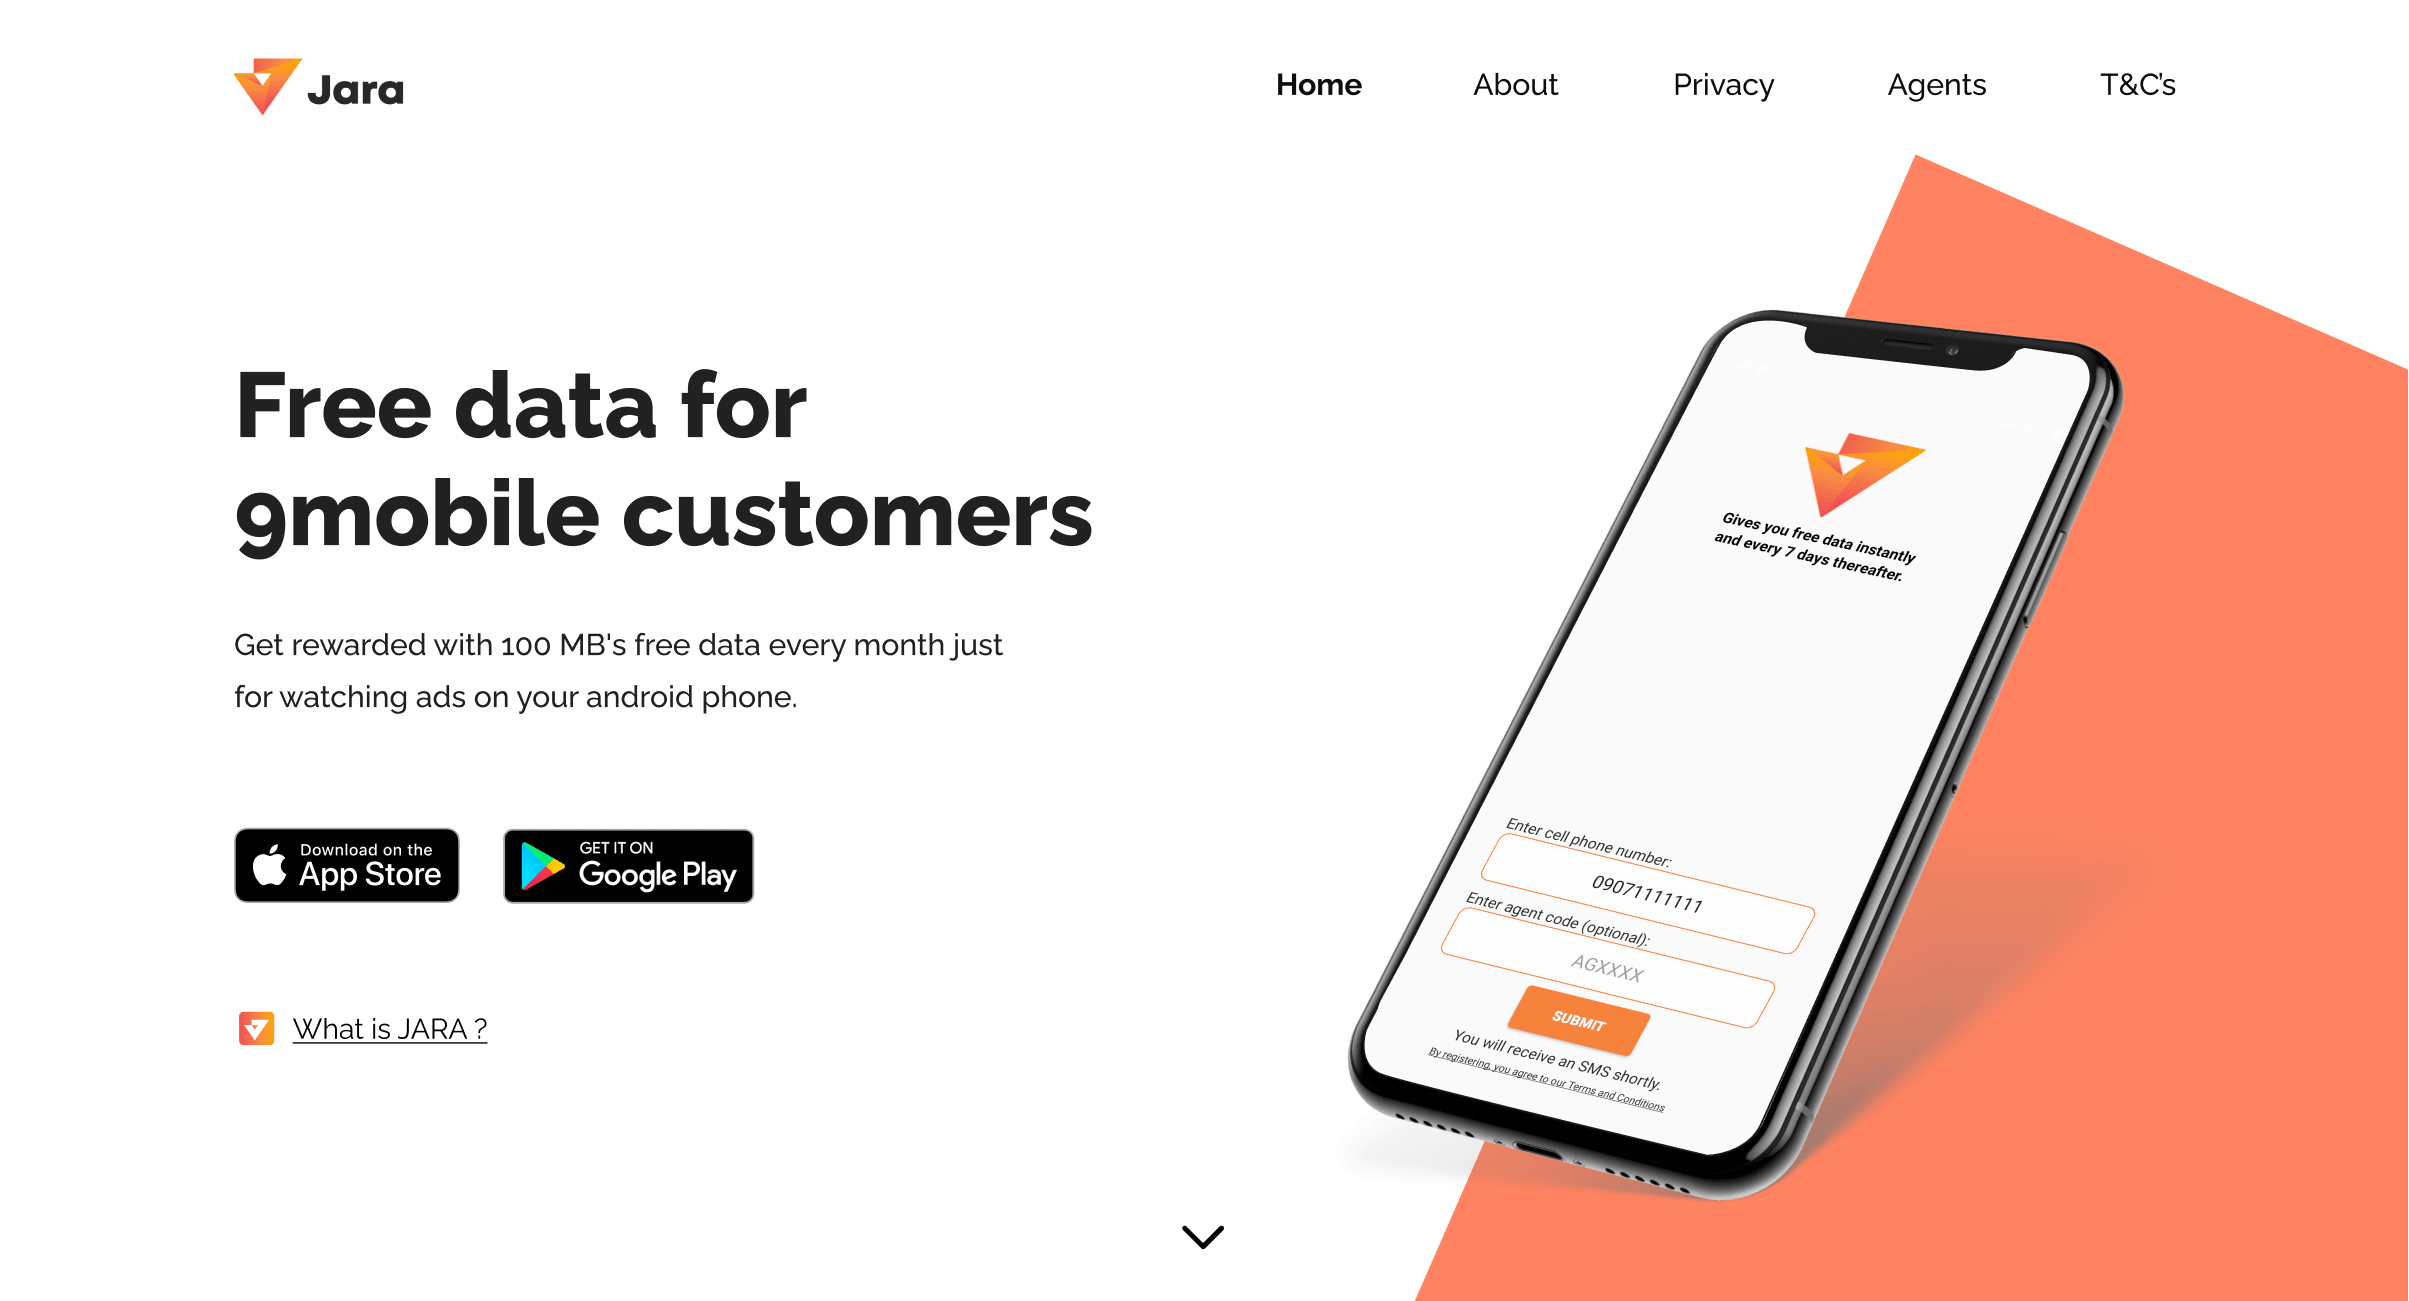 Jara
Home
About
Privacy
Agents
T&C's
Free data for
9mobile customers
Get rewarded with 100 MB's free data every month just
for watching ads on your android phone.
Download on the
App Store
GET IT ON
Google Play
What is JARA ?
Gives you free data instantly
and every 7 days thereafter.
Enter cell phone number:
09071111111
Enter agent code (optional):
AGXXXX
SUBMIT
You will receive an SMS shortly.
By registering, you agree to our Terms and Conditions